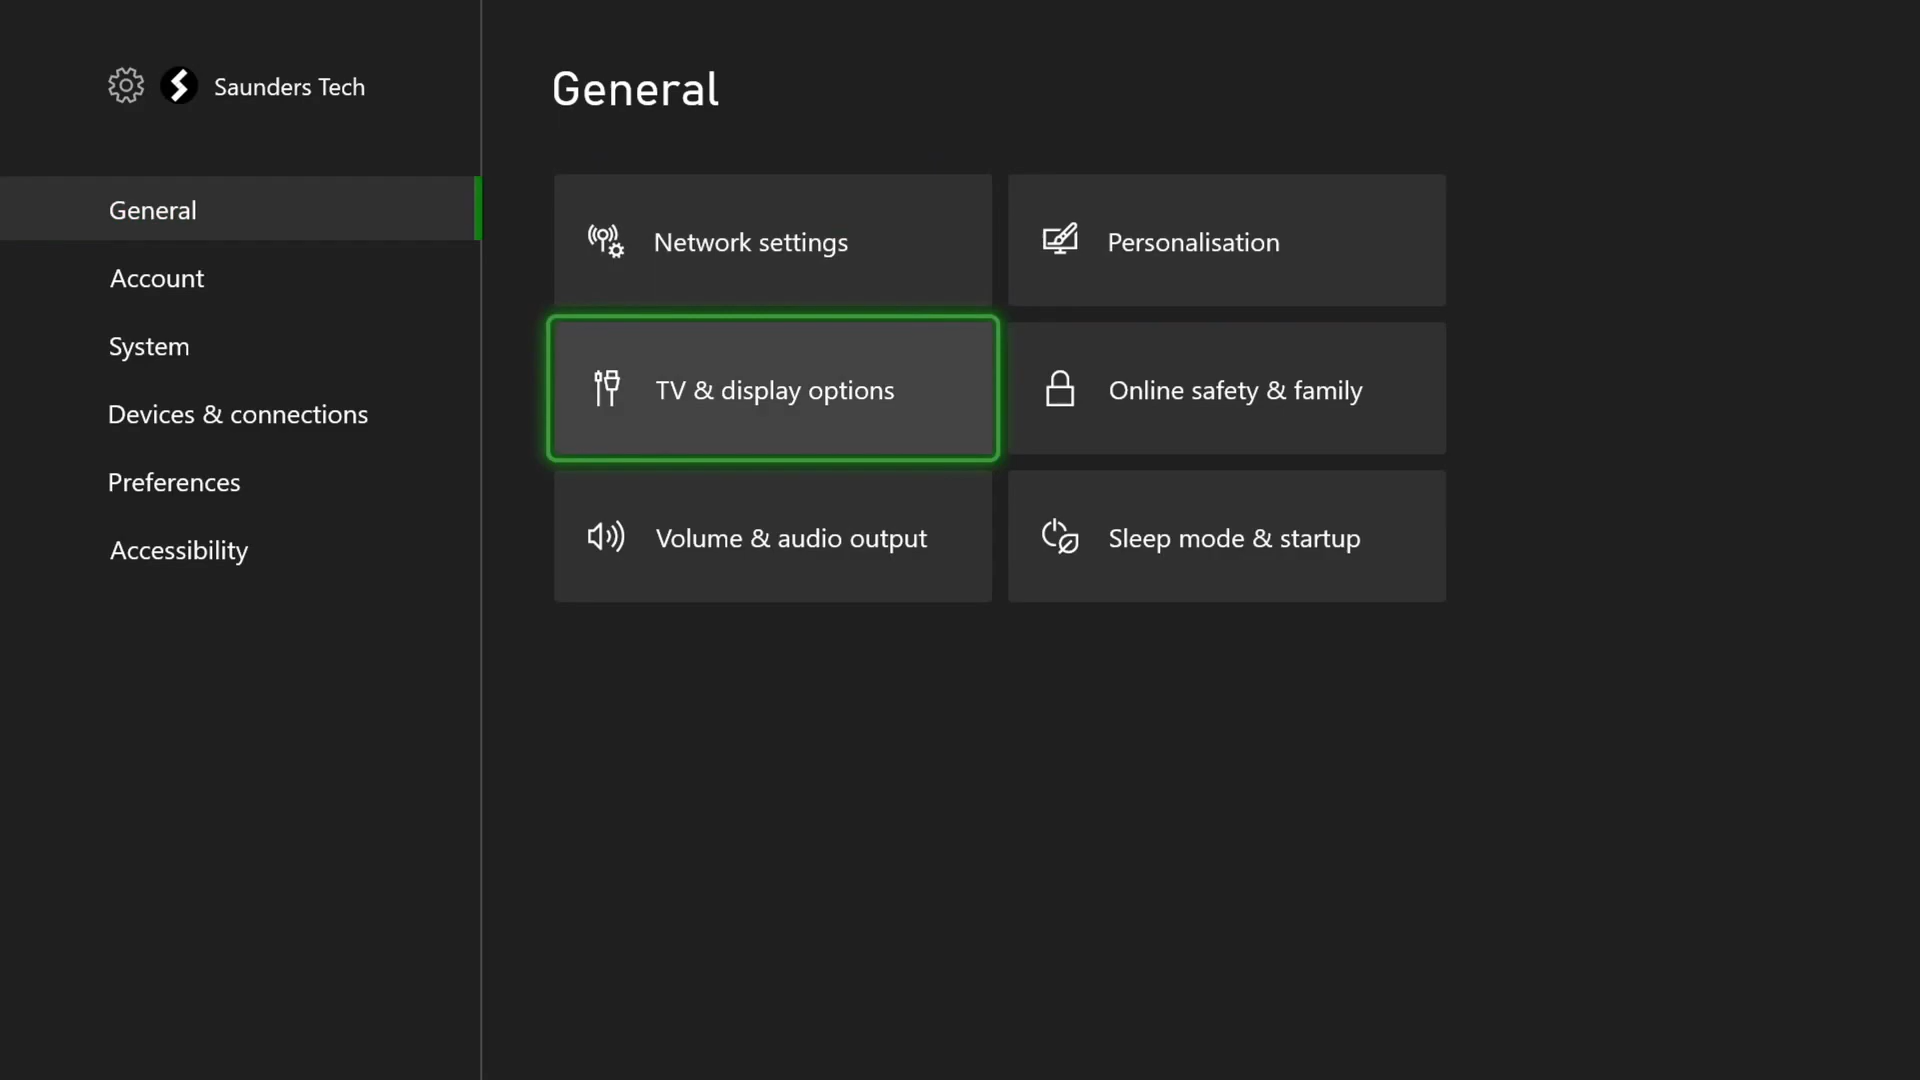 Saunders Tech
General
Account
System
Devices & connections
Preferences
Accessibility
General
Network settings
Personalisation
TV & display options
Online safety & family
Volume & audio output
Sleep mode & startup